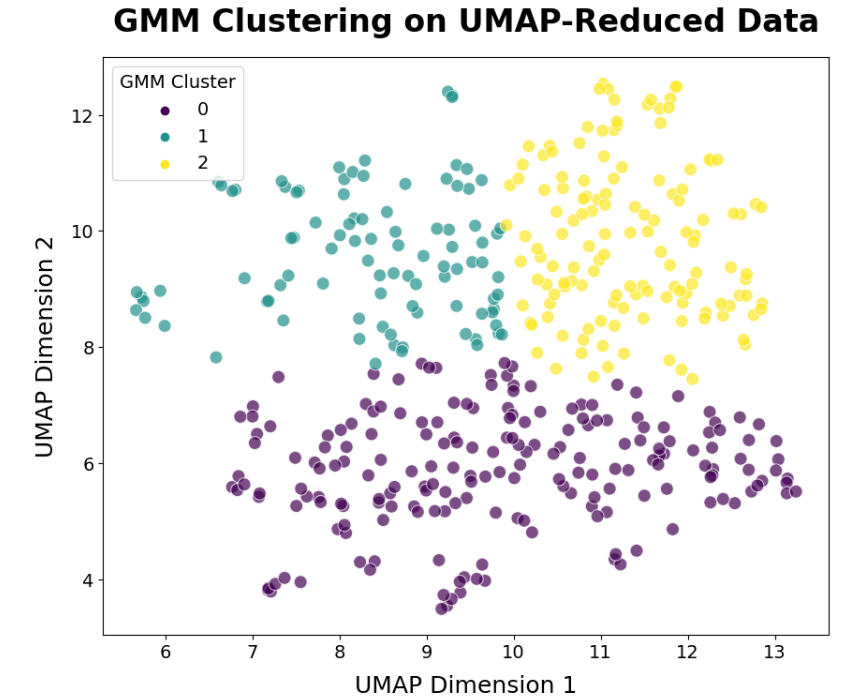 GMM Clustering on UMAP-Reduced Data
GMM Cluster
0
1
2
12
10
8
6
4
UMAP Dimension 2
6 7 8 9 10 11 12 13
UMAP Dimension 1